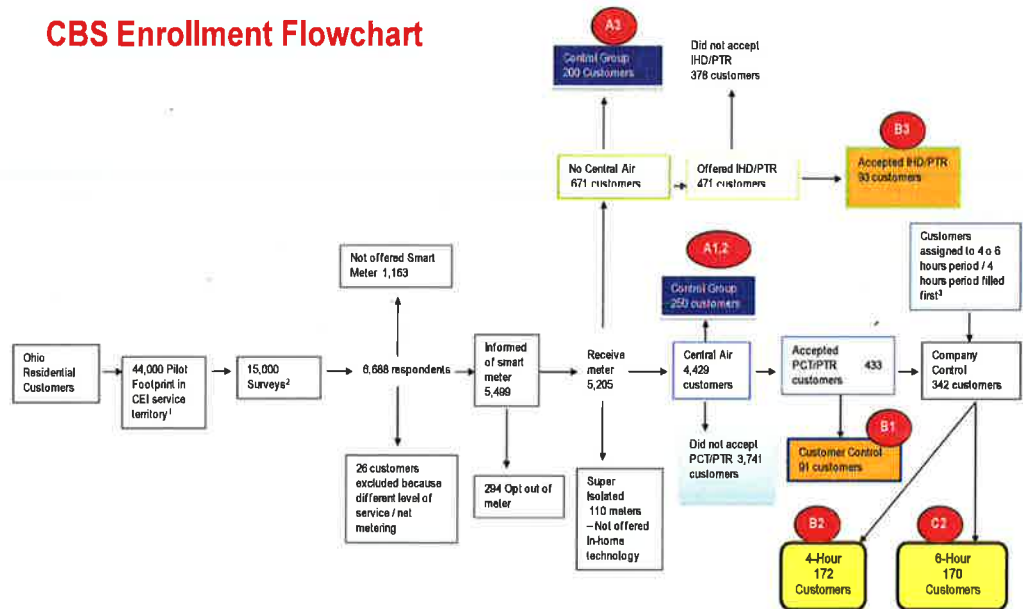 CBS Enrollment Flowchart
A3
Control Group
200 Customers
Did not accept
IHD/PTR
378 customers
B3
No Central Air
671 customers
Offered IHD/PTR
471 customers
Accepted IHD/PTR
93 customers
Not offered Smart
Meter 1,163
A1,2
Control Group
250 customers
Customers
assigned to 4 o 6
hours period / 4
hours period filled
first³
Ohio
Residential
Customers
44,000 Pilot
Footprint in
CEI service
territory¹
15,000
Surveys²
6,688 respondents
Informed
of smart
meter
5,499
Receive
meter
5,205
Central Air
4,429
customers
Accepted
PCT/PTR 433
customers
Company
Control
342 customers
26 customers
excluded because
different level of
service / net
metering
294 Opt out of
meter
Super
Isolated
110 meters
– Not offered
In-home
technology
Did not accept
PCT/PTR 3,741
customers
B1
Customer Control
91 customers
B2
4-Hour
172
Customers
C2
6-Hour
170
Customers